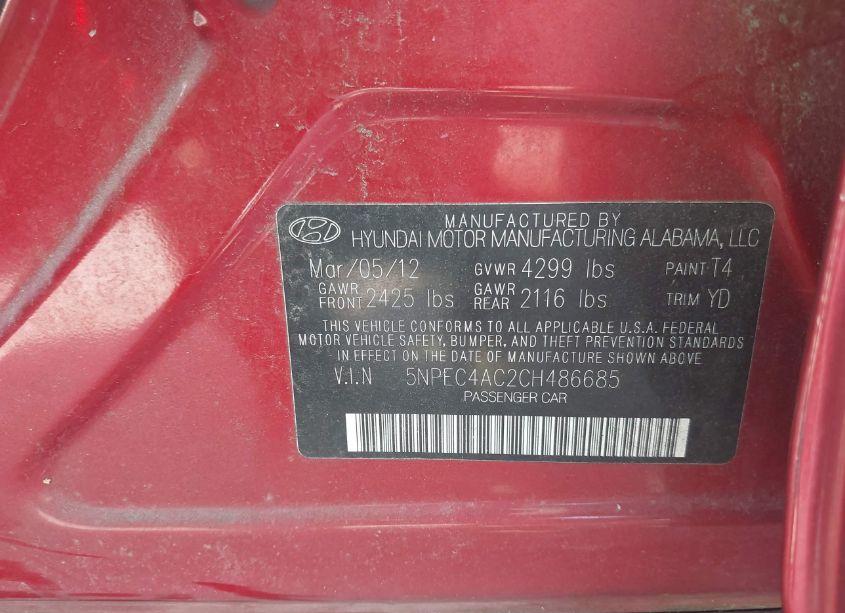 MANUFACTURED BY
HYUNDAI MOTOR MANUFACTURING ALABAMA, LLC
Mar/05/12 GVWR 4299 lbs PAINT T4
GAWR FRONT 2425 lbs GAWR REAR 2116 lbs TRIM YD
THIS VEHICLE CONFORMS TO ALL APPLICABLE U.S.A. FEDERAL
MOTOR VEHICLE SAFETY, BUMPER, AND THEFT PREVENTION STANDARDS
IN EFFECT ON THE DATE OF MANUFACTURE SHOWN ABOVE
V.I.N 5NPEC4AC2CH486685
PASSENGER CAR